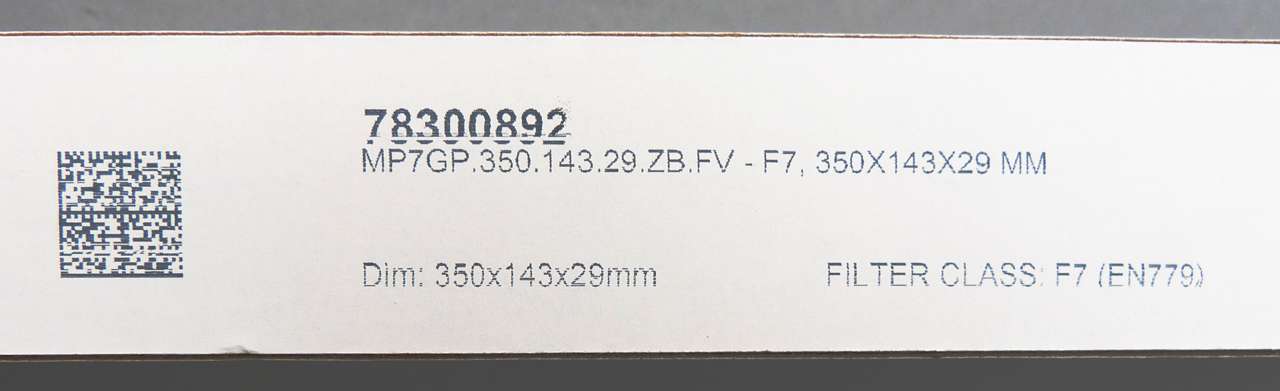 78300892
MP7GP.350.143.29.ZB.FV - F7, 350X143X29 MM
Dim: 350x143x29mm
FILTER CLASS: F7 (EN779)